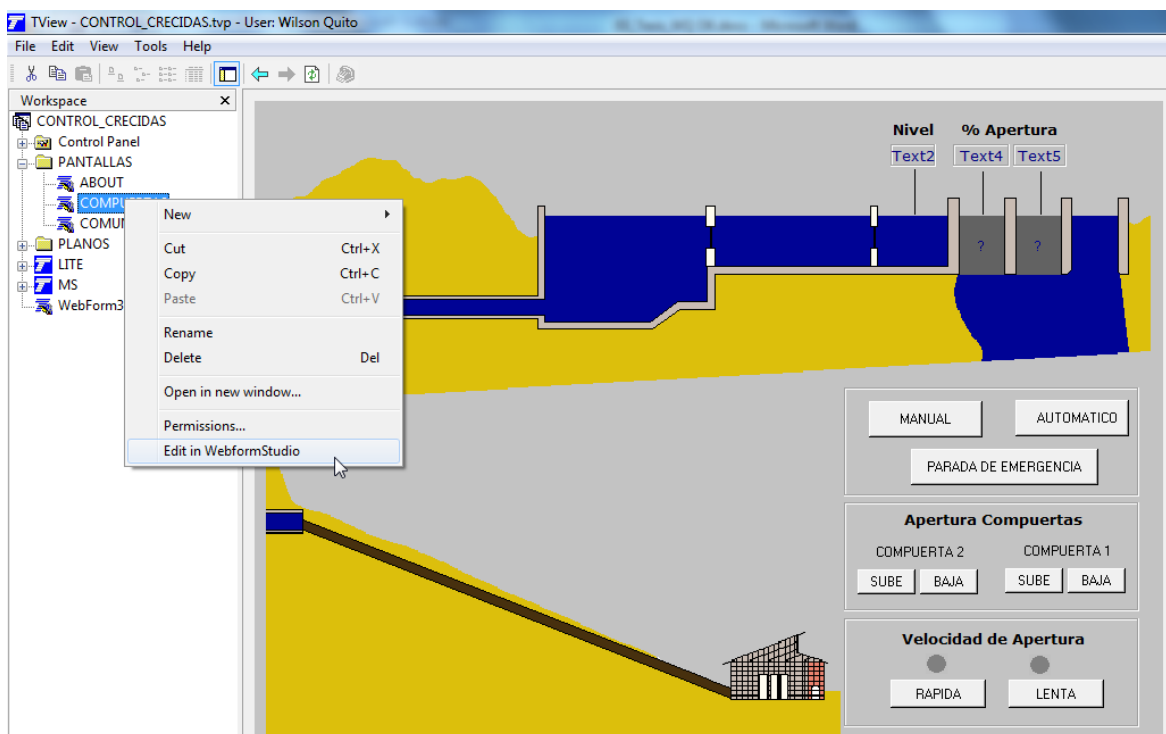 TView - CONTROL_CRECIDAS.tvp - User: Wilson Quito
File Edit View Tools Help
Workspace
CONTROL_CRECIDAS
Control Panel
PANTALLAS
ABOUT
PLANOS
LITE
MS
WebForm3
New
Cut Ctrl+X
Copy Ctrl+C
Paste Ctrl+V
Rename
Delete Del
Open in new window...
Permissions...
Edit in WebformStudio
Nivel % Apertura
Text2 Text4 Text5
? ?
MANUAL AUTOMATICO
PARADA DE EMERGENCIA
Apertura Compuertas
COMPUERTA 2 COMPUERTA 1
SUBE BAJA SUBE BAJA
Velocidad de Apertura
RAPIDA LENTA